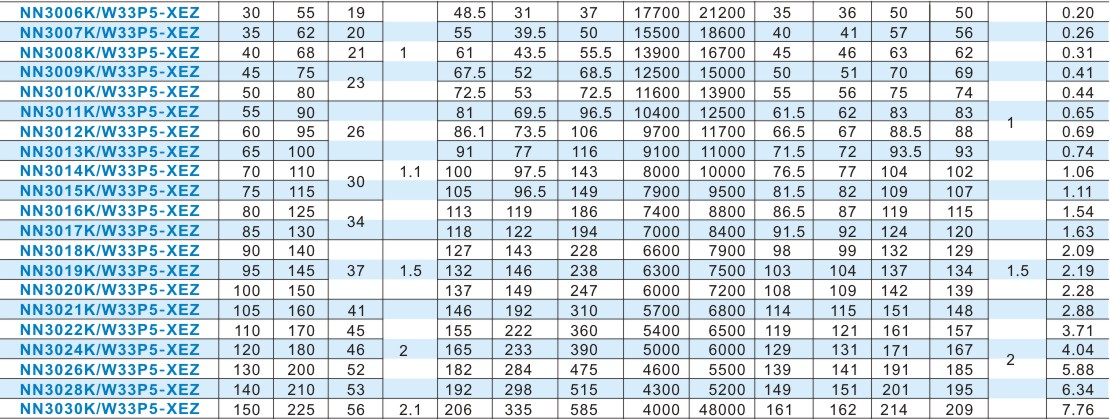 NN3006K/W33P5-XEZ 30 55 19 48.5 31 37 17700 21200 35 36 50 50 0.20
NN3007K/W33P5-XEZ 35 62 20 55 39.5 50 15500 18600 40 41 57 56 0.26
NN3008K/W33P5-XEZ 40 68 21 1 61 43.5 55.5 13900 16700 45 46 63 62 0.31
NN3009K/W33P5-XEZ 45 75 23 67.5 52 68.5 12500 15000 50 51 70 69 0.41
NN3010K/W33P5-XEZ 50 80 72.5 53 72.5 11600 13900 55 56 75 74 0.44
NN3011K/W33P5-XEZ 55 90 81 69.5 96.5 10400 12500 61.5 62 83 83 1 0.65
NN3012K/W33P5-XEZ 60 95 26 86.1 73.5 106 9700 11700 66.5 67 88.5 88 0.69
NN3013K/W33P5-XEZ 65 100 91 77 116 9100 11000 71.5 72 93.5 93 0.74
NN3014K/W33P5-XEZ 70 110 30 1.1 100 97.5 143 8000 10000 76.5 77 104 102 1.06
NN3015K/W33P5-XEZ 75 115 105 96.5 149 7900 9500 81.5 82 109 107 1.11
NN3016K/W33P5-XEZ 80 125 34 113 119 186 7400 8800 86.5 87 119 115 1.54
NN3017K/W33P5-XEZ 85 130 118 122 194 7000 8400 91.5 92 124 120 1.63
NN3018K/W33P5-XEZ 90 140 127 143 228 6600 7900 98 99 132 129 2.09
NN3019K/W33P5-XEZ 95 145 37 1.5 132 146 238 6300 7500 103 104 137 134 1.5 2.19
NN3020K/W33P5-XEZ 100 150 137 149 247 6000 7200 108 109 142 139 2.28
NN3021K/W33P5-XEZ 105 160 41 146 192 310 5700 6800 114 115 151 148 2.88
NN3022K/W33P5-XEZ 110 170 45 155 222 360 5400 6500 119 121 161 157 3.71
NN3024K/W33P5-XEZ 120 180 46 2 165 233 390 5000 6000 129 131 171 167 2 4.04
NN3026K/W33P5-XEZ 130 200 52 182 284 475 4600 5500 139 141 191 185 5.88
NN3028K/W33P5-XEZ 140 210 53 192 298 515 4300 5200 149 151 201 195 6.34
NN3030K/W33P5-XEZ 150 225 56 2.1 206 335 585 4000 48000 161 162 214 209 7.76